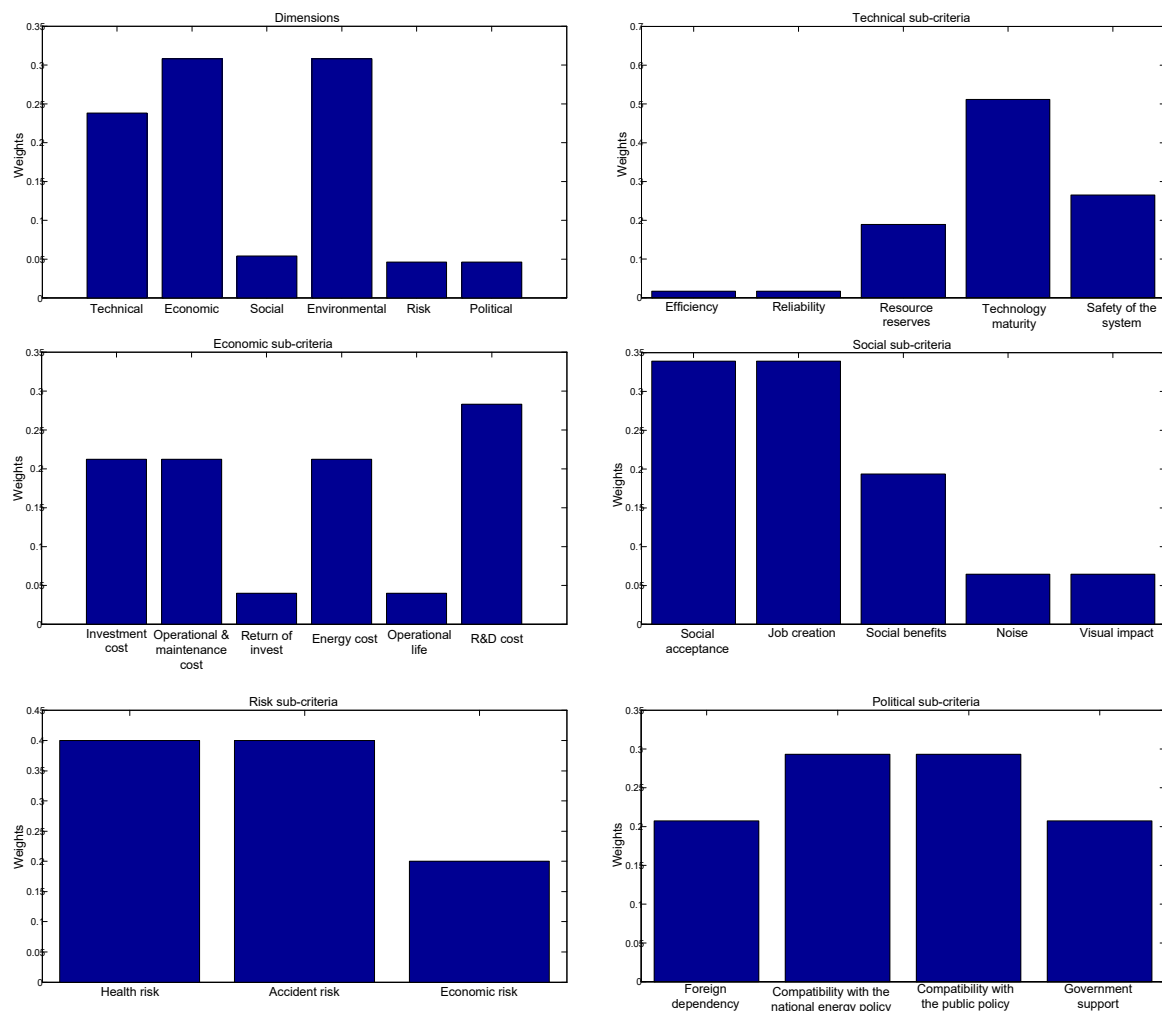 Dimensions
0.35
0.3
0.25
0.2
0.15
0.1
0.05
0
Weights
Technical
Economic
Social
Environmental
Risk
Political
Technical sub-criteria
0.7
0.6
0.5
0.4
0.3
0.2
0.1
0
Weights
Efficiency
Reliability
Resource
reserves
Technology
maturity
Safety of the
system
Economic sub-criteria
0.35
0.3
0.25
0.2
0.15
0.1
0.05
0
Weights
Investment
cost
Operational &
maintenance
cost
Return of
invest
Energy cost
Operational
life
R&D cost
Social sub-criteria
0.35
0.3
0.25
0.2
0.15
0.1
0.05
0
Weights
Social
acceptance
Job creation
Social benefits
Noise
Visual impact
Risk sub-criteria
0.45
0.4
0.35
0.3
0.25
0.2
0.15
0.1
0.05
0
Weights
Health risk
Accident risk
Economic risk
Political sub-criteria
0.35
0.3
0.25
0.2
0.15
0.1
0.05
0
Weights
Foreign
dependency
Compatibility with the
national energy policy
Compatibility with
the public policy
Government
support